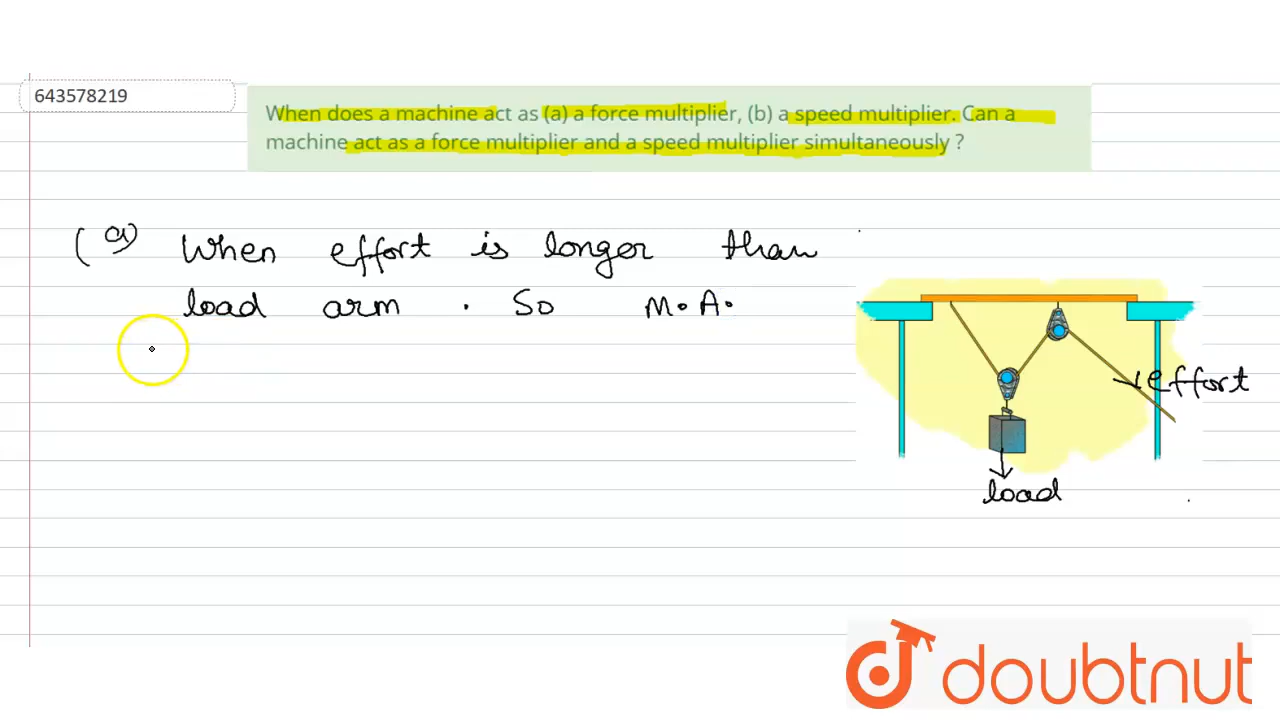 643578219
When does a machine act as (a) a force multiplier, (b) a speed multiplier. Can a
machine act as a force multiplier and a speed multiplier simultaneously ?
(a) When effort is longer than
load arm . So M.A.
effort
load
doubtnut